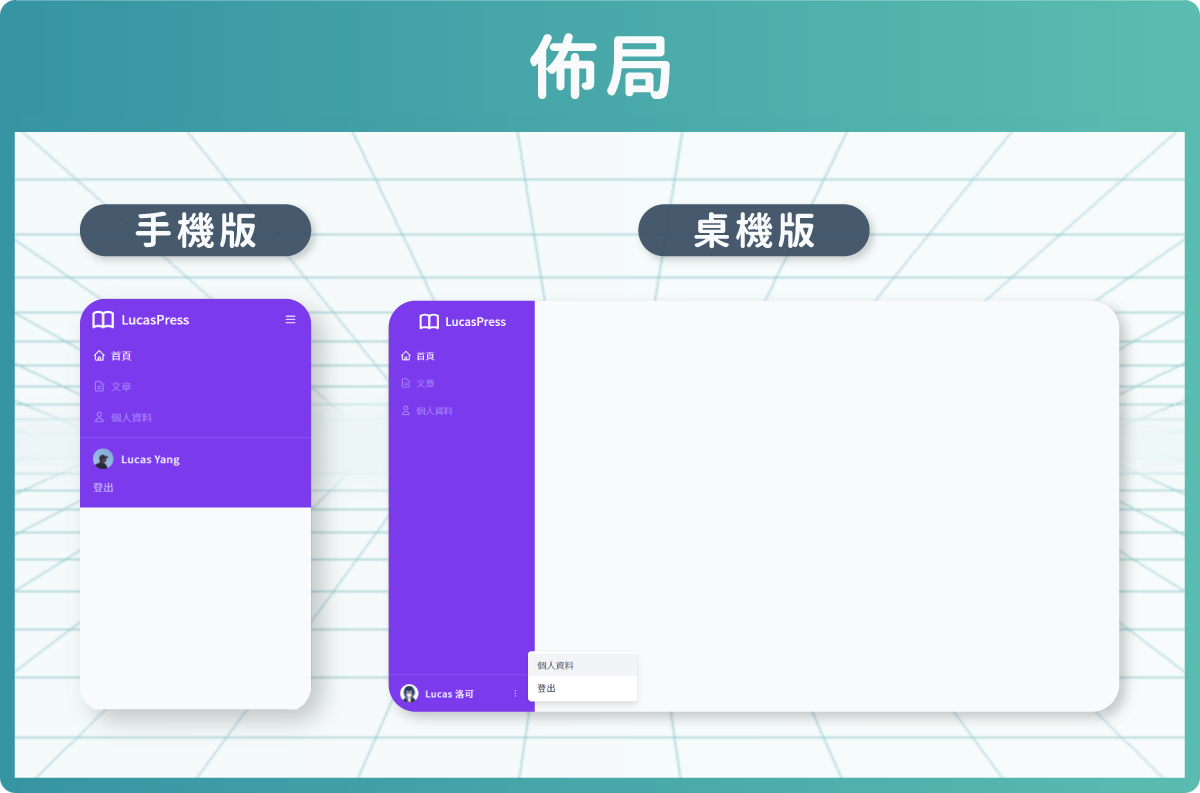 佈局
手機版
桌機版
LucasPress
首頁
文章
個人資料
Lucas Yang
登出
LucasPress
首頁
文章
個人資料
Lucas 洛可
個人資料
登出